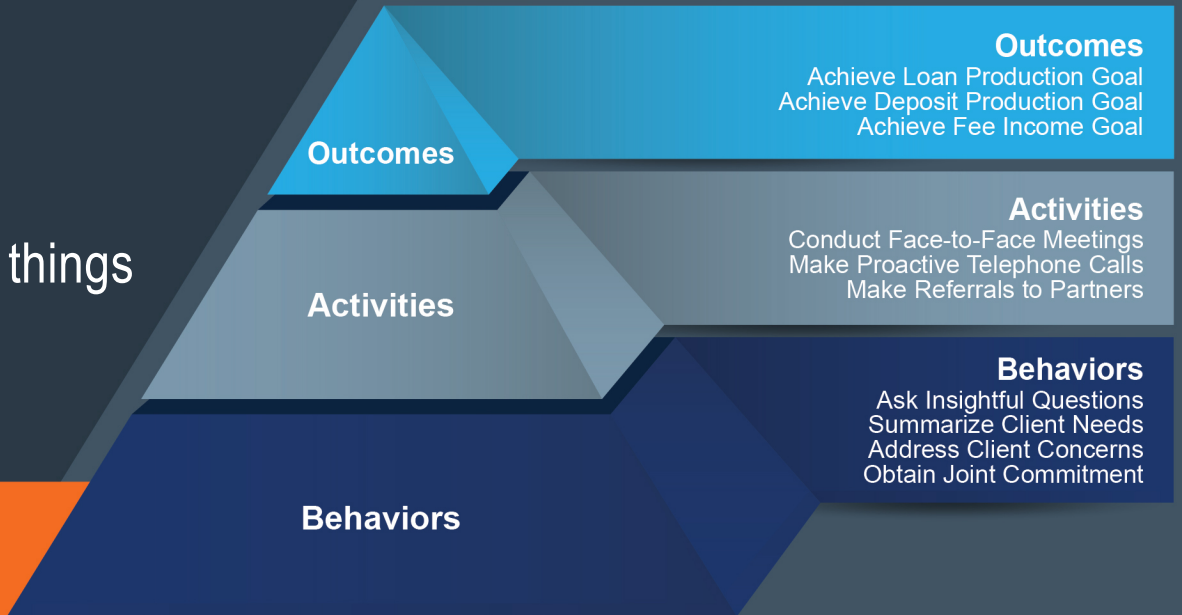 things
Outcomes
Outcomes
Achieve Loan Production Goal
Achieve Deposit Production Goal
Achieve Fee Income Goal
Activities
Activities
Conduct Face-to-Face Meetings
Make Proactive Telephone Calls
Make Referrals to Partners
Behaviors
Behaviors
Ask Insightful Questions
Summarize Client Needs
Address Client Concerns
Obtain Joint Commitment